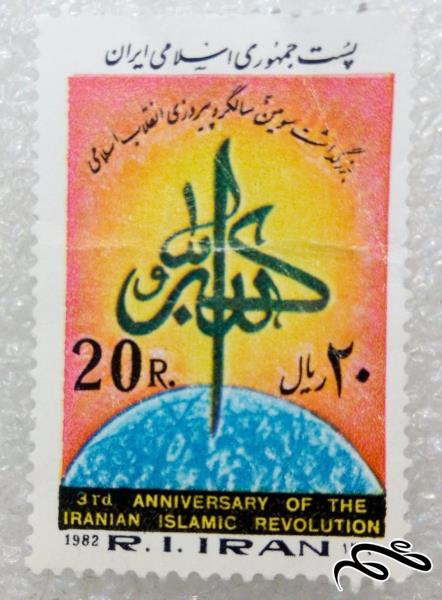 پست جمهوری اسلامی ایران
بزرگداشت سومین سالگرد پیروزی انقلاب اسلامی
الله اکبر
20 R. ۲۰ ریال
3rd ANNIVERSARY OF THE
IRANIAN ISLAMIC REVOLUTION
1982 R. I. IRAN